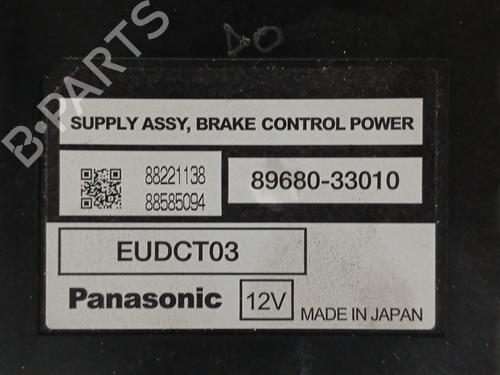 SUPPLY ASSY, BRAKE CONTROL POWER
88221138
88585094
89680-33010
EUDCT03
Panasonic
12V
MADE IN JAPAN
B-PARTS